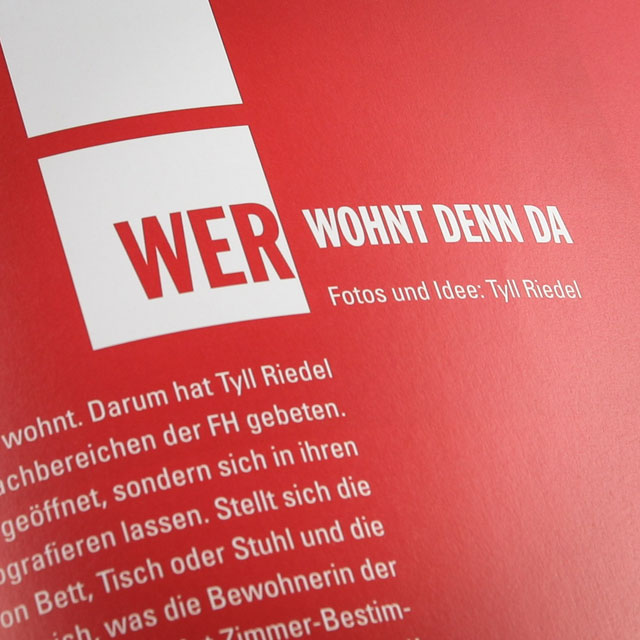 WER WOHNT DENN DA
Fotos und Idee: Tyll Riedel
wohnt. Darum hat Tyll Riedel
achbereichen der FH gebeten.
geöffnet, sondern sich in ihren
ografieren lassen. Stellt sich die
on Bett, Tisch oder Stuhl und die
ich, was die Bewohnerin der
Zimmer-Bestim-